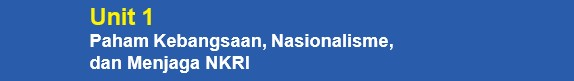 Unit 1
Paham Kebangsaan, Nasionalisme,
dan Menjaga NKRI